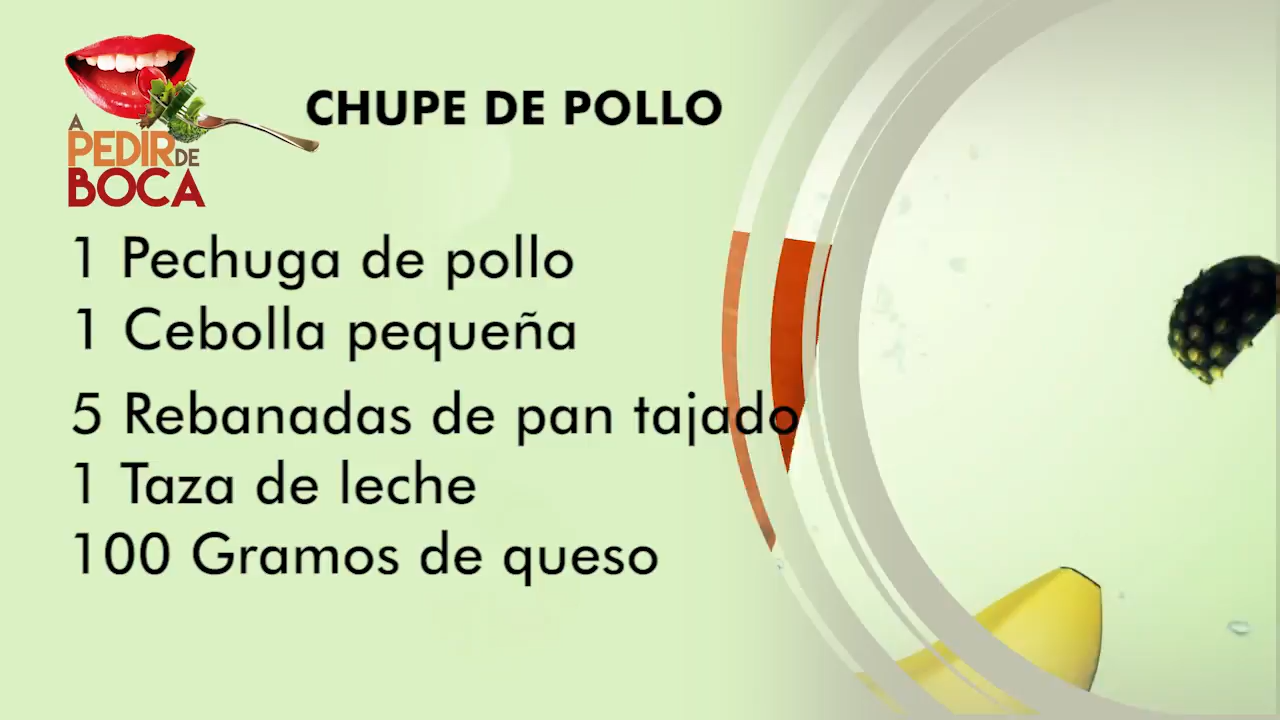 A
PEDIR DE
BOCA
CHUPE DE POLLO
1 Pechuga de pollo
1 Cebolla pequeña
5 Rebanadas de pan tajado
1 Taza de leche
100 Gramos de queso